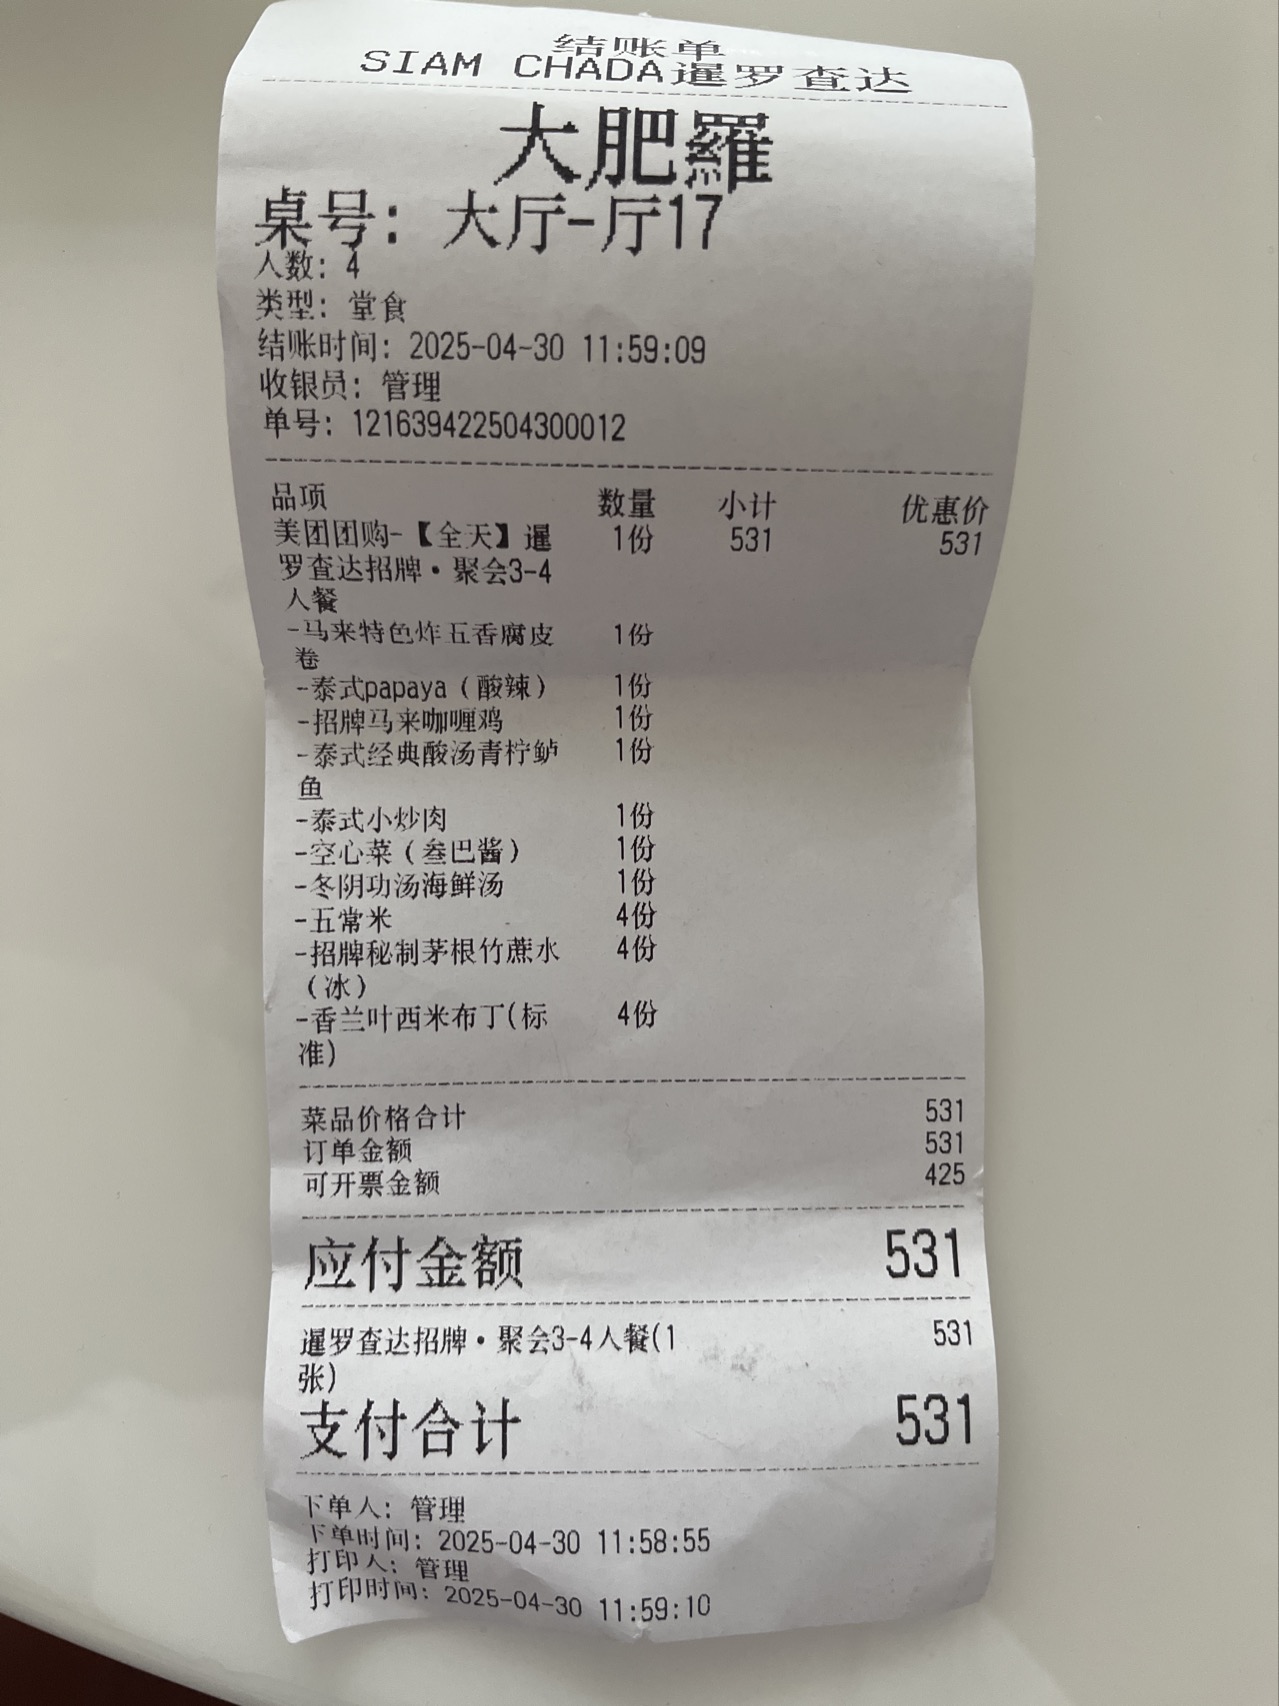 结账单
SIAM CHADA暹罗查达
大肥羅
桌号: 大厅-厅17
人数: 4
类型: 堂食
结账时间: 2025-04-30 11:59:09
收银员: 管理
单号: 121639422504300012
品项 数量 小计 优惠价
美团团购-【全天】暹 1份 531 531
罗查达招牌·聚会3-4
人餐
-马来特色炸五香腐皮 1份
卷
-泰式papaya（酸辣） 1份
-招牌马来咖喱鸡 1份
-泰式经典酸汤青柠鲈 1份
鱼
-泰式小炒肉 1份
-空心菜（叁巴酱） 1份
-冬阴功汤海鲜汤 1份
-五常米 4份
-招牌秘制茅根竹蔗水 4份
（冰）
-香兰叶西米布丁(标 4份
准)
菜品价格合计 531
订单金额 531
可开票金额 425
应付金额 531
暹罗查达招牌·聚会3-4人餐(1 531
张)
支付合计 531
下单人: 管理
下单时间: 2025-04-30 11:58:55
打印人: 管理
打印时间: 2025-04-30 11:59:10